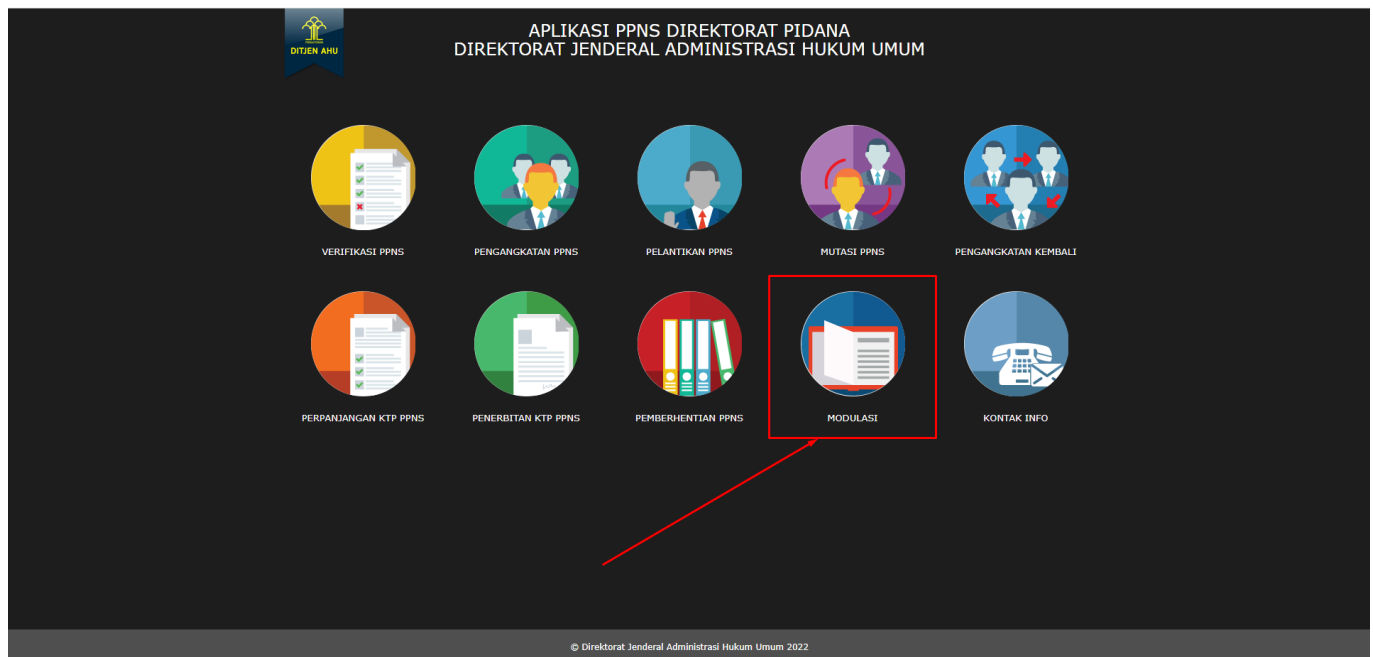 DITJEN AHU
APLIKASI PPNS DIREKTORAT PIDANA
DIREKTORAT JENDERAL ADMINISTRASI HUKUM UMUM
VERIFIKASI PPNS
PENGANGKATAN PPNS
PELANTIKAN PPNS
MUTASI PPNS
PENGANGKATAN KEMBALI
PERPANJANGAN KTP PPNS
PENERBITAN KTP PPNS
PEMBERHENTIAN PPNS
MODULASI
KONTAK INFO
© Direktorat Jenderal Administrasi Hukum Umum 2022